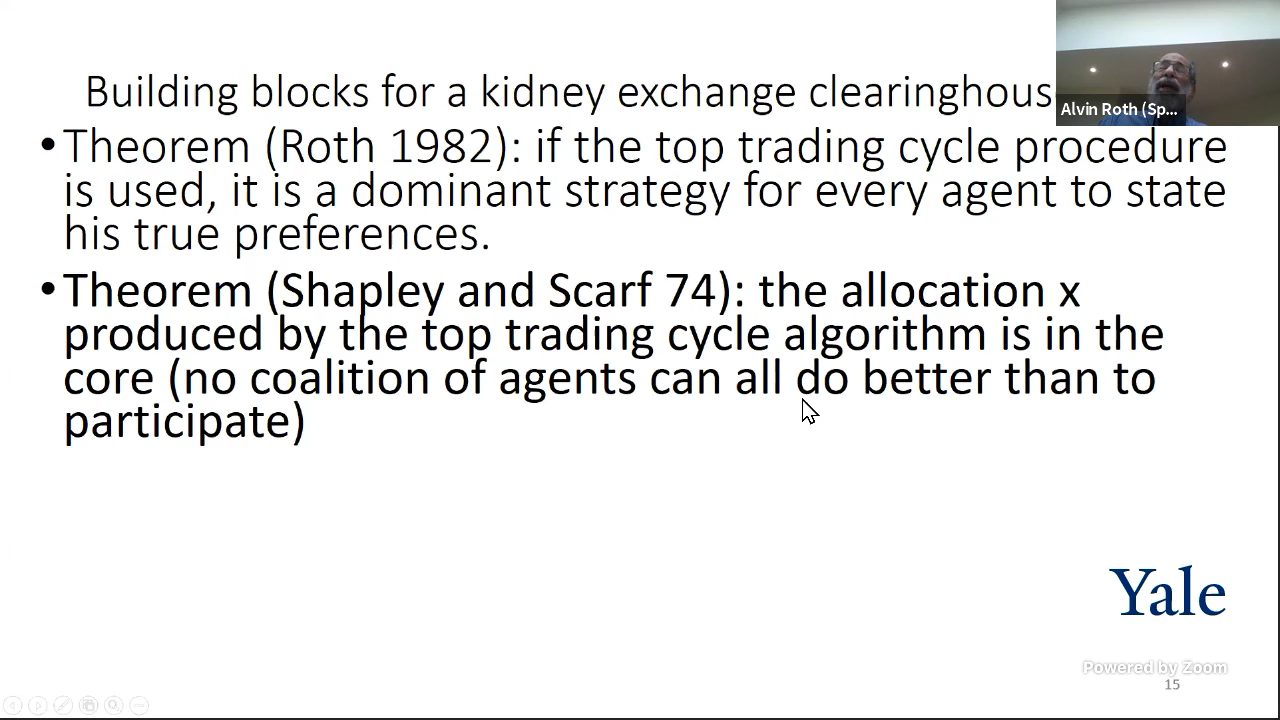 Building blocks for a kidney exchange clearinghous
Alvin Roth (Sp...
• Theorem (Roth 1982): if the top trading cycle procedure
is used, it is a dominant strategy for every agent to state
his true preferences.
• Theorem (Shapley and Scarf 74): the allocation x
produced by the top trading cycle algorithm is in the
core (no coalition of agents can all do better than to
participate)
Yale
Powered by Zoom
15